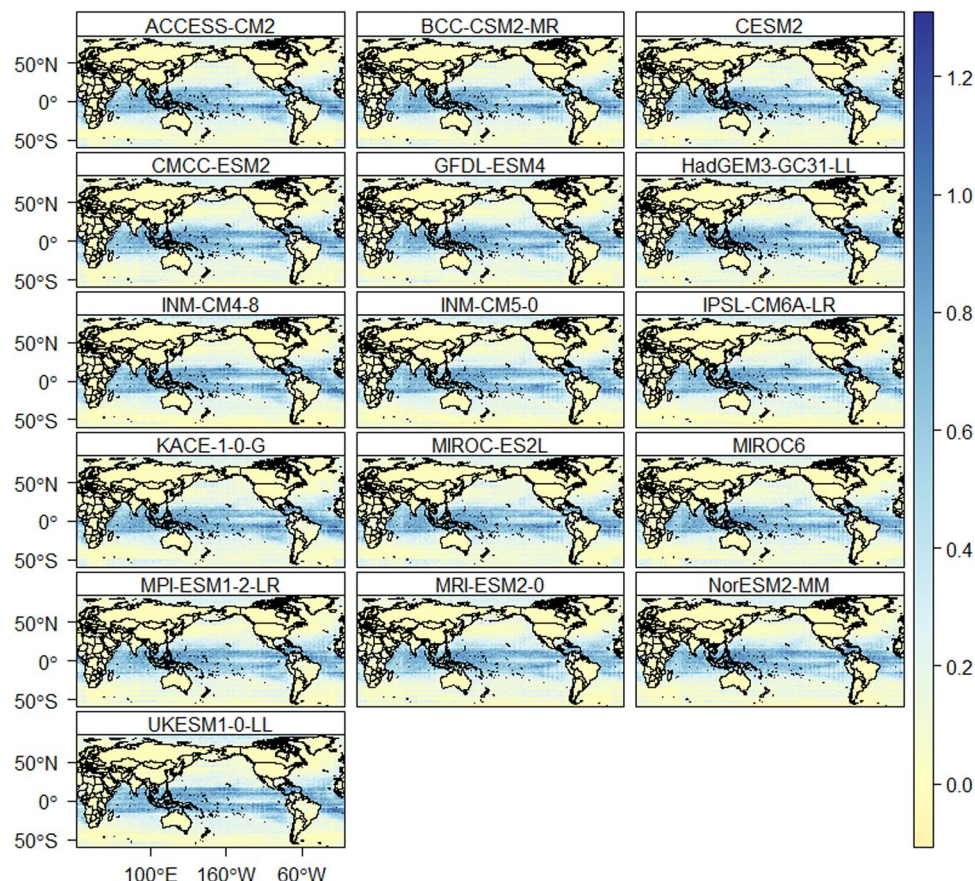 ACCESS-CM2 BCC-CSM2-MR CESM2
50°N
0°
50°S
CMCC-ESM2 GFDL-ESM4 HadGEM3-GC31-LL
50°N
0°
50°S
INM-CM4-8 INM-CM5-0 IPSL-CM6A-LR
50°N
0°
50°S
KACE-1-0-G MIROC-ES2L MIROC6
50°N
0°
50°S
MPI-ESM1-2-LR MRI-ESM2-0 NorESM2-MM
50°N
0°
50°S
UKESM1-0-LL
50°N
0°
50°S
100°E 160°W 60°W
1.2
1.0
0.8
0.6
0.4
0.2
0.0